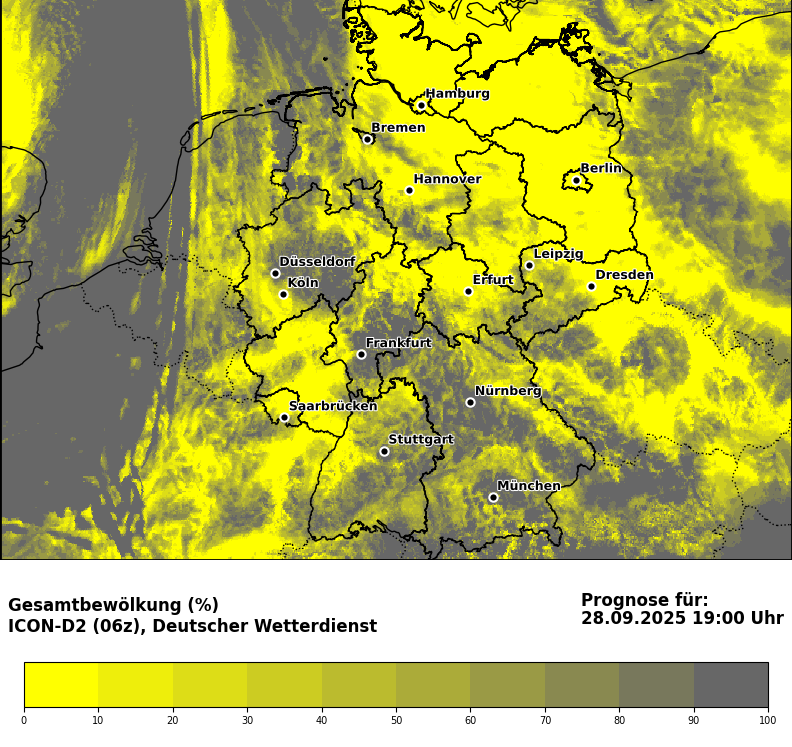 Hamburg
Bremen
Berlin
Hannover
Leipzig
Düsseldorf
Dresden
Köln
Erfurt
Frankfurt
Nürnberg
Saarbrücken
Stuttgart
München
Gesamtbewölkung (%)
ICON-D2 (06z), Deutscher Wetterdienst
Prognose für:
28.09.2025 19:00 Uhr
0 10 20 30 40 50 60 70 80 90 100